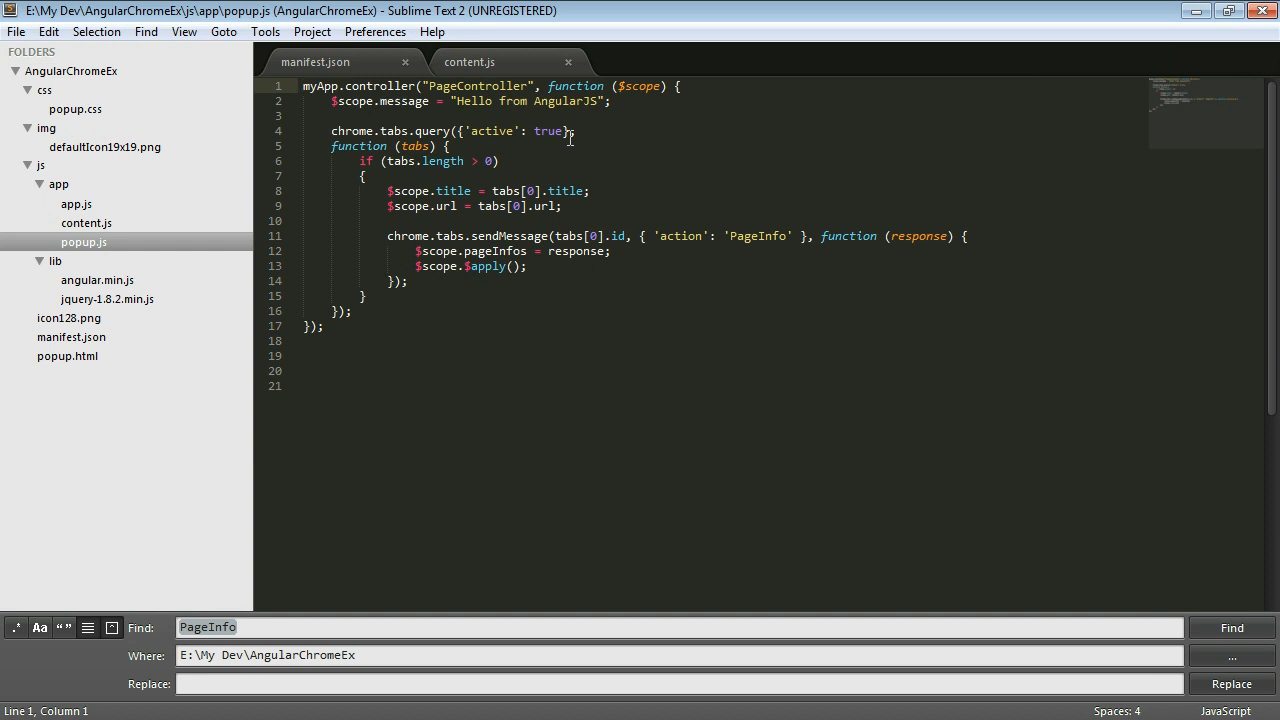 E:\My Dev\AngularChromeEx\js\app\popup.js (AngularChromeEx) - Sublime Text 2 (UNREGISTERED)
File Edit Selection Find View Goto Tools Project Preferences Help
FOLDERS
AngularChromeEx
css
popup.css
img
defaultIcon19x19.png
js
app
app.js
content.js
popup.js
lib
angular.min.js
jquery-1.8.2.min.js
icon128.png
manifest.json
popup.html
manifest.json × content.js ×
1 myApp.controller("PageController", function ($scope) {
2 $scope.message = "Hello from AngularJS";
3
4 chrome.tabs.query({'active': true},
5 function (tabs) {
6 if (tabs.length > 0)
7 {
8 $scope.title = tabs[0].title;
9 $scope.url = tabs[0].url;
10
11 chrome.tabs.sendMessage(tabs[0].id, { 'action': 'PageInfo' }, function (response) {
12 $scope.pageInfos = response;
13 $scope.$apply();
14 });
15 }
16 });
17 });
18
19
20
21
.* Aa “ ” Find: PageInfo Find
Where: E:\My Dev\AngularChromeEx ...
Replace: Replace
Line 1, Column 1 Spaces: 4 JavaScript